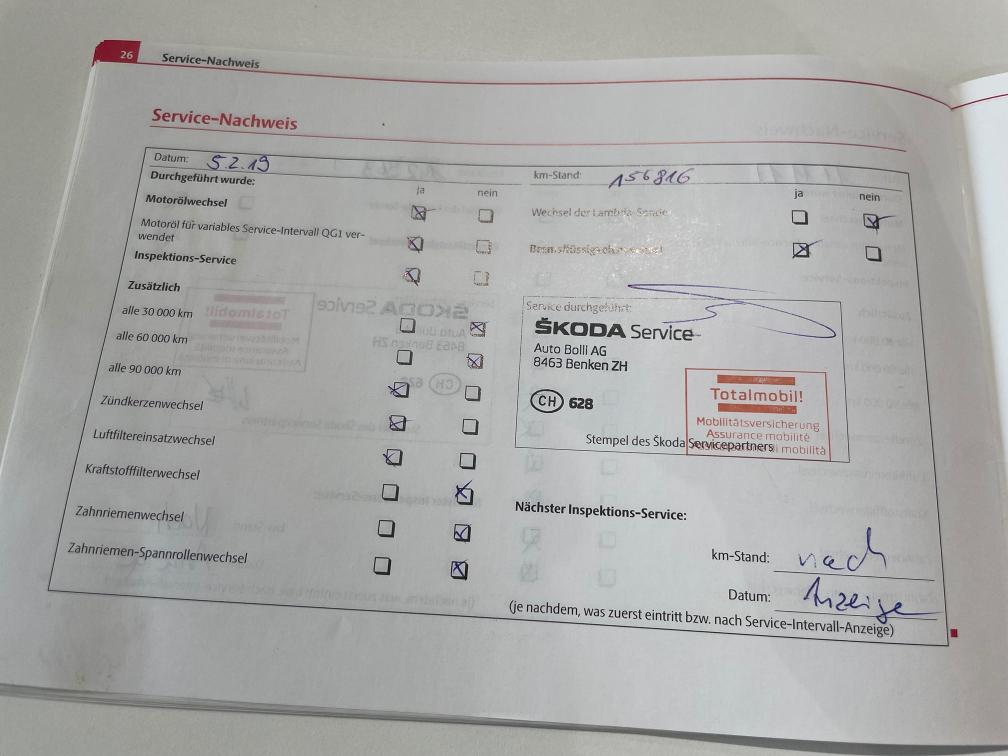 26 Service-Nachweis
Service-Nachweis
Datum: 5 2.19
Durchgeführt wurde:
ja nein
Motorölwechsel
Motoröl für variables Service-Intervall QG1 ver-
wendet
Inspektions-Service
Zusätzlich
alle 30 000 km
alle 60 000 km
alle 90 000 km
Zündkerzenwechsel
Luftfiltereinsatzwechsel
Kraftstofffilterwechsel
Zahnriemenwechsel
Zahnriemen-Spannrollenwechsel
km-Stand: 156816
ja nein
Wechsel der Lambda-Sonde
Bremsflüssigkeitswechsel
Service durchgeführt:
ŠKODA Service
Auto Bolli AG
8463 Benken ZH
CH 628
Totalmobil!
Mobilitätsversicherung
Assurance mobilité
di mobilità
Stempel des Škoda Servicepartners
Nächster Inspektions-Service:
km-Stand: nach
Datum: Anzeige
(je nachdem, was zuerst eintritt bzw. nach Service-Intervall-Anzeige)